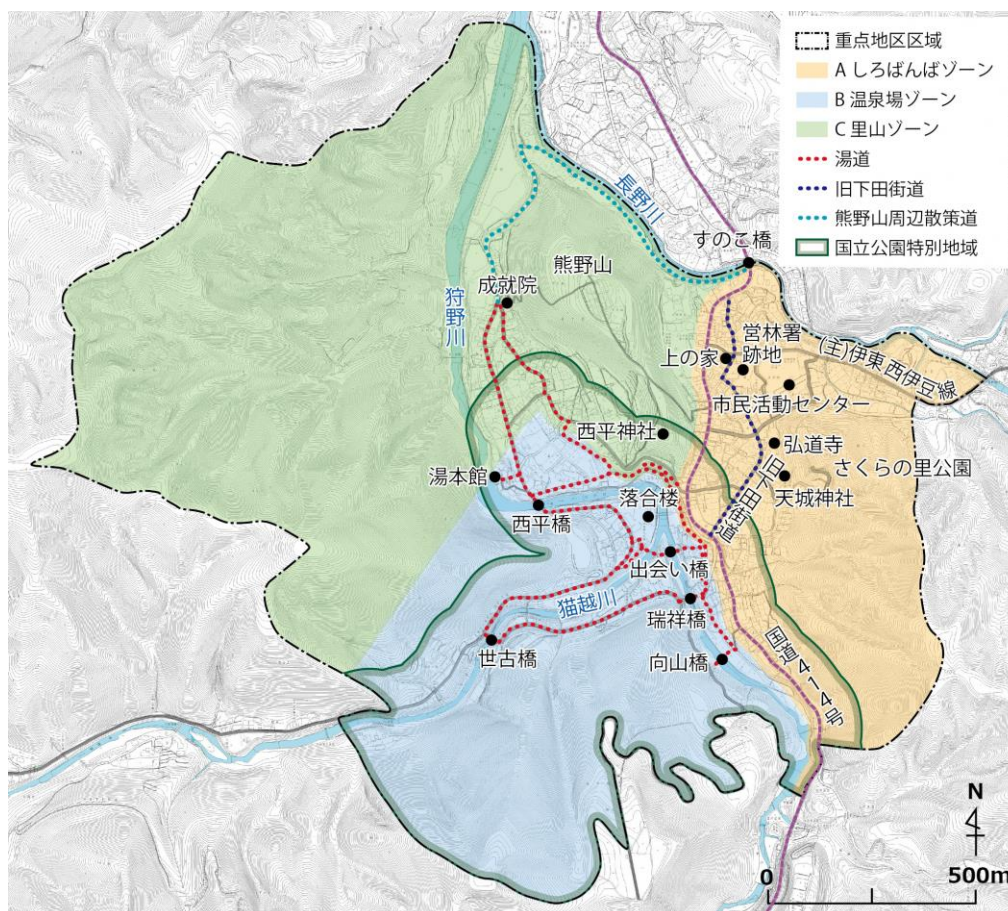 重点地区区域
A しろばんばゾーン
B 温泉場ゾーン
C 里山ゾーン
湯道
旧下田街道
熊野山周辺散策道
国立公園特別地域
長野川
すのこ橋
熊野山
成就院
狩野川
営林署
跡地
上の家
(主)伊東西伊豆線
市民活動センター
西平神社
弘道寺
さくらの里公園
天城神社
旧下田街道
湯本館
落合楼
西平橋
出会い橋
猫越川
瑞祥橋
世古橋
向山橋
国道414号
N
0
500m